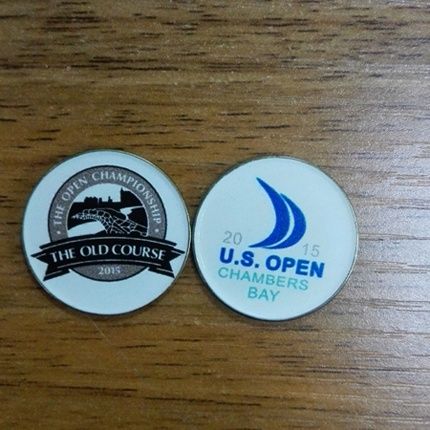 THE OPEN CHAMPIONSHIP
THE OLD COURSE
2015
20 15
U.S. OPEN
CHAMBERS
BAY